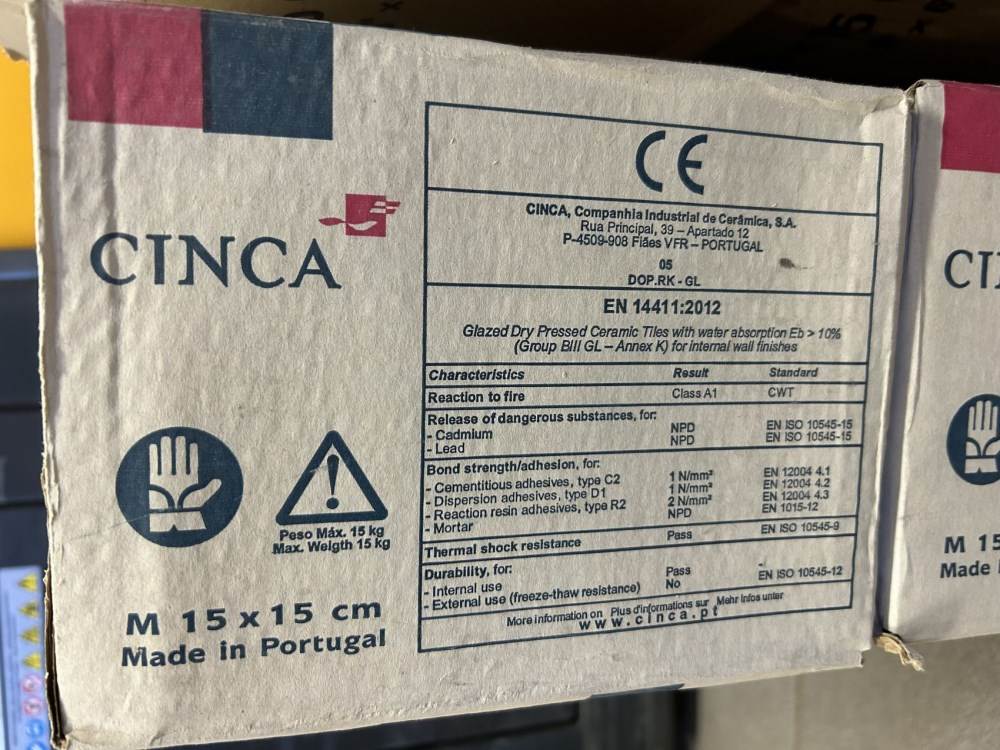 CINCA
Peso Máx. 15 kg
Max. Weigth 15 kg
M 15 x 15 cm
Made in Portugal
CE
CINCA, Companhia Industrial de Cerâmica, S.A.
Rua Principal, 39 – Apartado 12
P-4509-908 Fiães VFR – PORTUGAL
05
DOP.RK - GL
EN 14411:2012
Glazed Dry Pressed Ceramic Tiles with water absorption Eb > 10%
(Group BIII GL – Annex K) for internal wall finishes
Characteristics Result Standard
Reaction to fire Class A1 CWT
Release of dangerous substances, for:
- Cadmium NPD EN ISO 10545-15
- Lead NPD EN ISO 10545-15
Bond strength/adhesion, for:
- Cementitious adhesives, type C2 1 N/mm² EN 12004 4.1
- Dispersion adhesives, type D1 1 N/mm² EN 12004 4.2
- Reaction resin adhesives, type R2 2 N/mm² EN 12004 4.3
- Mortar NPD EN 1015-12
Thermal shock resistance Pass EN ISO 10545-9
Durability, for:
- Internal use Pass -/
- External use (freeze-thaw resistance) No EN ISO 10545-12
More information on Plus d'informations sur Mehr Infos unter
www.cinca.pt
CI
M 15
Made